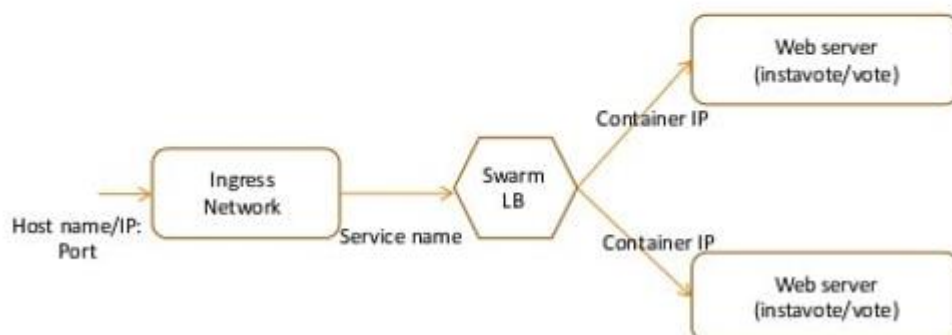 Host name/IP:
Port
Ingress
Network
Service name
Swarm
LB
Container IP
Web server
(instavote/vote)
Container IP
Web server
(instavote/vote)